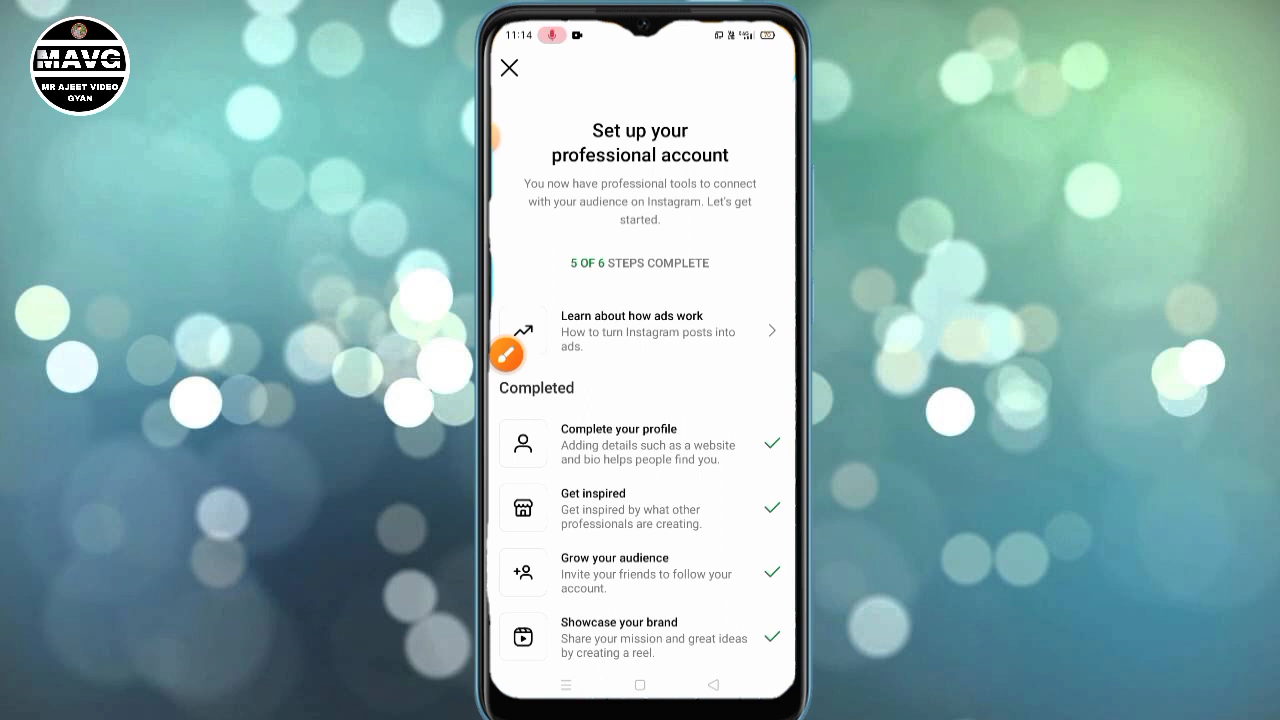 MAVG
MR AJEET VIDEO
GYAN
11:14
Set up your
professional account
You now have professional tools to connect
with your audience on Instagram. Let's get
started.
5 OF 6 STEPS COMPLETE
Learn about how ads work
How to turn Instagram posts into
ads.
Completed
Complete your profile
Adding details such as a website
and bio helps people find you.
Get inspired
Get inspired by what other
professionals are creating.
Grow your audience
Invite your friends to follow your
account.
Showcase your brand
Share your mission and great ideas
by creating a reel.